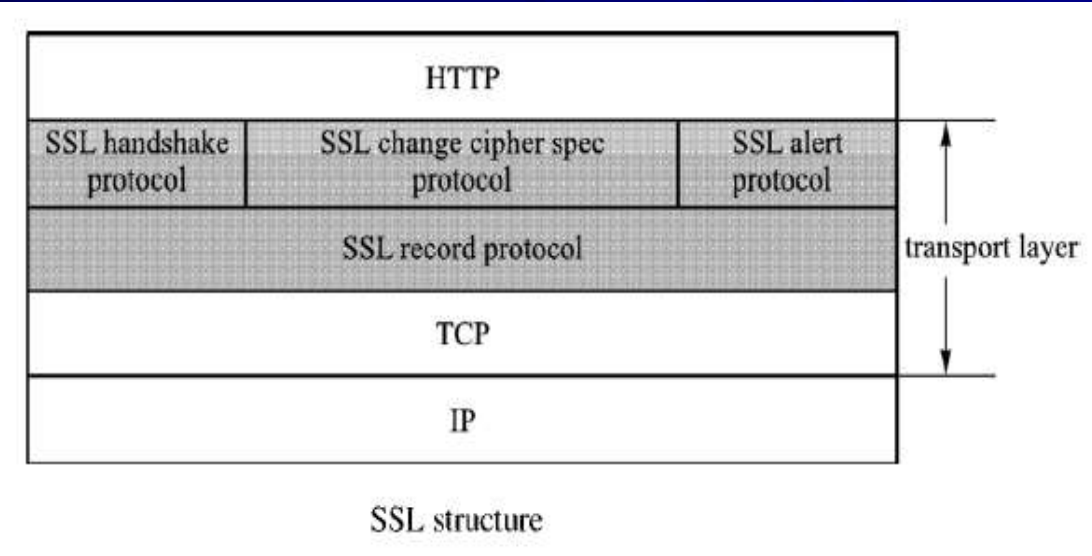 HTTP
SSL handshake
protocol
SSL change cipher spec
protocol
SSL alert
protocol
SSL record protocol
transport layer
TCP
IP
SSL structure